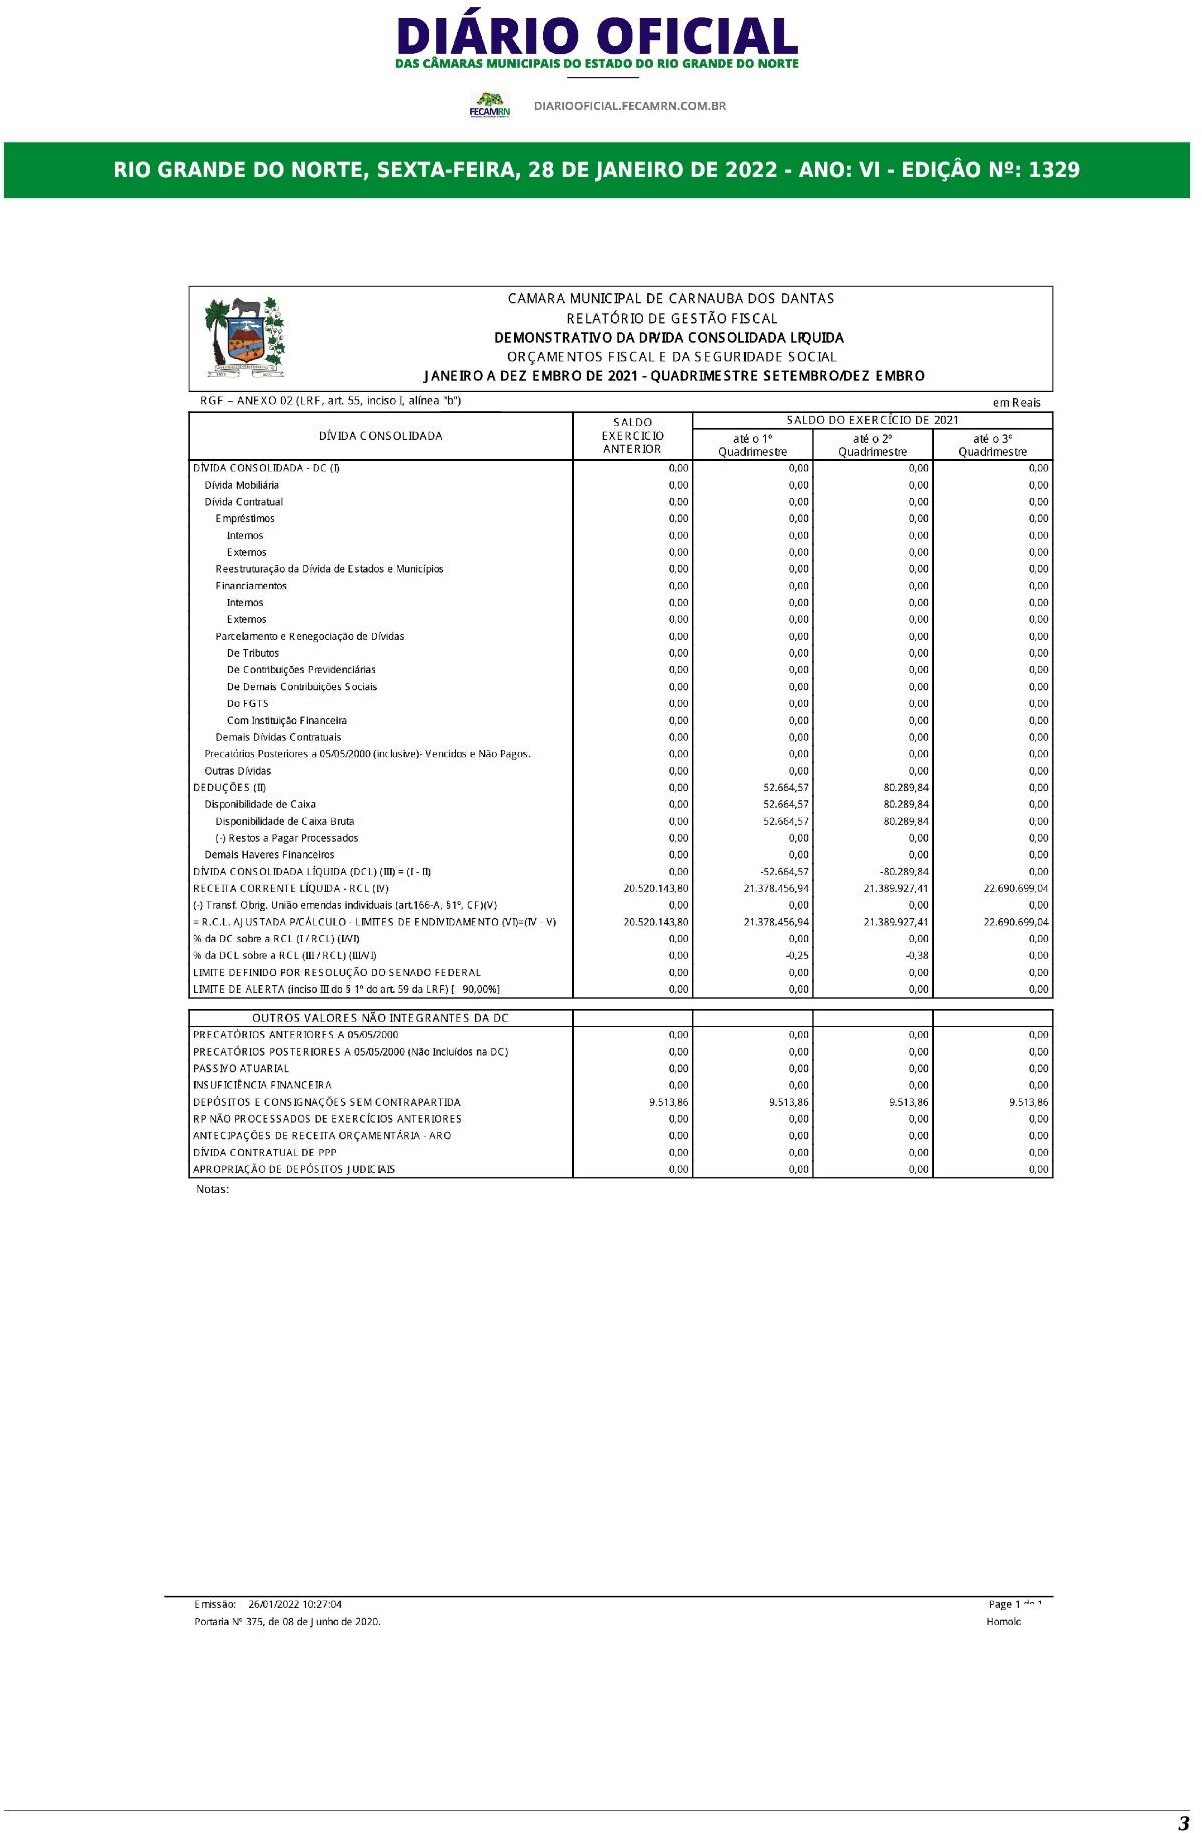 DIÁRIO OFICIAL
DAS CÂMARAS MUNICIPAIS DO ESTADO DO RIO GRANDE DO NORTE
FECAMRN
DIARIOOFICIAL.FECAMRN.COM.BR
RIO GRANDE DO NORTE, SEXTA-FEIRA, 28 DE JANEIRO DE 2022 - ANO: VI - EDIÇÃO Nº: 1329
CAMARA MUNICIPAL DE CARNAUBA DOS DANTAS
RELATÓRIO DE GESTÃO FISCAL
DEMONSTRATIVO DA DÍVIDA CONSOLIDADA LÍQUIDA
ORÇAMENTOS FISCAL E DA SEGURIDADE SOCIAL
JANEIRO A DEZEMBRO DE 2021 - QUADRIMESTRE SETEMBRO/DEZEMBRO
RGF – ANEXO 02 (LRF, art. 55, inciso I, alínea "b") em Reais
DÍVIDA CONSOLIDADA SALDO EXERCICIO ANTERIOR SALDO DO EXERCÍCIO DE 2021
até o 1º Quadrimestre até o 2º Quadrimestre até o 3º Quadrimestre
DÍVIDA CONSOLIDADA - DC (I) 0,00 0,00 0,00 0,00
Dívida Mobiliária 0,00 0,00 0,00 0,00
Dívida Contratual 0,00 0,00 0,00 0,00
Empréstimos 0,00 0,00 0,00 0,00
Internos 0,00 0,00 0,00 0,00
Externos 0,00 0,00 0,00 0,00
Reestruturação da Dívida de Estados e Municípios 0,00 0,00 0,00 0,00
Financiamentos 0,00 0,00 0,00 0,00
Internos 0,00 0,00 0,00 0,00
Externos 0,00 0,00 0,00 0,00
Parcelamento e Renegociação de Dívidas 0,00 0,00 0,00 0,00
De Tributos 0,00 0,00 0,00 0,00
De Contribuições Previdenciárias 0,00 0,00 0,00 0,00
De Demais Contribuições Sociais 0,00 0,00 0,00 0,00
Do FGTS 0,00 0,00 0,00 0,00
Com Instituição Financeira 0,00 0,00 0,00 0,00
Demais Dívidas Contratuais 0,00 0,00 0,00 0,00
Precatórios Posteriores a 05/05/2000 (inclusive)- Vencidos e Não Pagos. 0,00 0,00 0,00 0,00
Outras Dívidas 0,00 0,00 0,00 0,00
DEDUÇÕES (II) 0,00 52.664,57 80.289,84 0,00
Disponibilidade de Caixa 0,00 52.664,57 80.289,84 0,00
Disponibilidade de Caixa Bruta 0,00 52.664,57 80.289,84 0,00
(-) Restos a Pagar Processados 0,00 0,00 0,00 0,00
Demais Haveres Financeiros 0,00 0,00 0,00 0,00
DÍVIDA CONSOLIDADA LÍQUIDA (DCL) (III) = (I - II) 0,00 -52.664,57 -80.289,84 0,00
RECEITA CORRENTE LÍQUIDA - RCL (IV) 20.520.143,80 21.378.456,94 21.389.927,41 22.690.699,04
(-) Transf. Obrig. União emendas individuais (art.166-A, §1º, CF)(V) 0,00 0,00 0,00 0,00
= R.C.L. AJUSTADA P/CÁLCULO - LIMITES DE ENDIVIDAMENTO (VI)=(IV - V) 20.520.143,80 21.378.456,94 21.389.927,41 22.690.699,04
% da DC sobre a RCL (I / RCL) (I/VI) 0,00 0,00 0,00 0,00
% da DCL sobre a RCL (III / RCL) (III/VI) 0,00 -0,25 -0,38 0,00
LIMITE DEFINIDO POR RESOLUÇÃO DO SENADO FEDERAL 0,00 0,00 0,00 0,00
LIMITE DE ALERTA (inciso III do § 1º do art. 59 da LRF) [ 90,00%] 0,00 0,00 0,00 0,00
OUTROS VALORES NÃO INTEGRANTES DA DC
PRECATÓRIOS ANTERIORES A 05/05/2000 0,00 0,00 0,00 0,00
PRECATÓRIOS POSTERIORES A 05/05/2000 (Não Incluídos na DC) 0,00 0,00 0,00 0,00
PASSIVO ATUARIAL 0,00 0,00 0,00 0,00
INSUFICIÊNCIA FINANCEIRA 0,00 0,00 0,00 0,00
DEPÓSITOS E CONSIGNAÇÕES SEM CONTRAPARTIDA 9.513,86 9.513,86 9.513,86 9.513,86
RP NÃO PROCESSADOS DE EXERCÍCIOS ANTERIORES 0,00 0,00 0,00 0,00
ANTECIPAÇÕES DE RECEITA ORÇAMENTÁRIA - ARO 0,00 0,00 0,00 0,00
DÍVIDA CONTRATUAL DE PPP 0,00 0,00 0,00 0,00
APROPRIAÇÃO DE DEPÓSITOS JUDICIAIS 0,00 0,00 0,00 0,00
Notas:
Emissão: 26/01/2022 10:27:04 Page 1
Portaria Nº 375, de 08 de Junho de 2020. Homolo
3